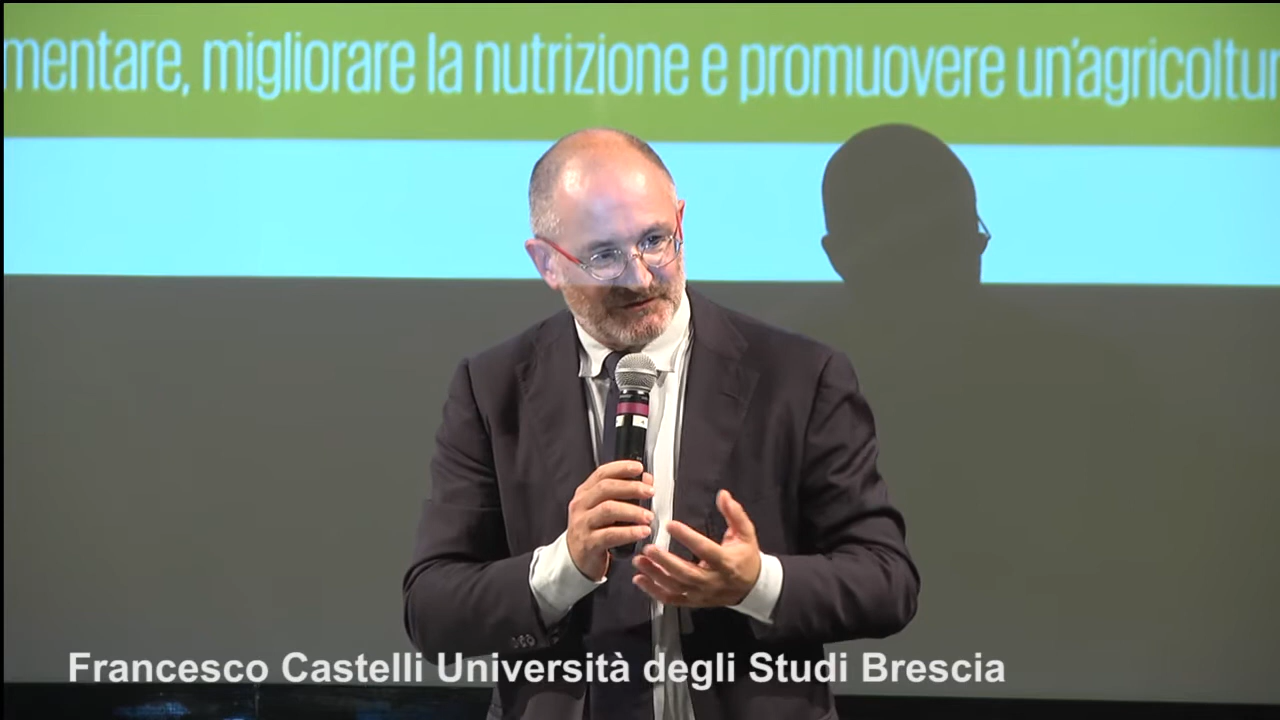 mentare, migliorare la nutrizione e promuovere un'agricoltur
Francesco Castelli Università degli Studi Brescia